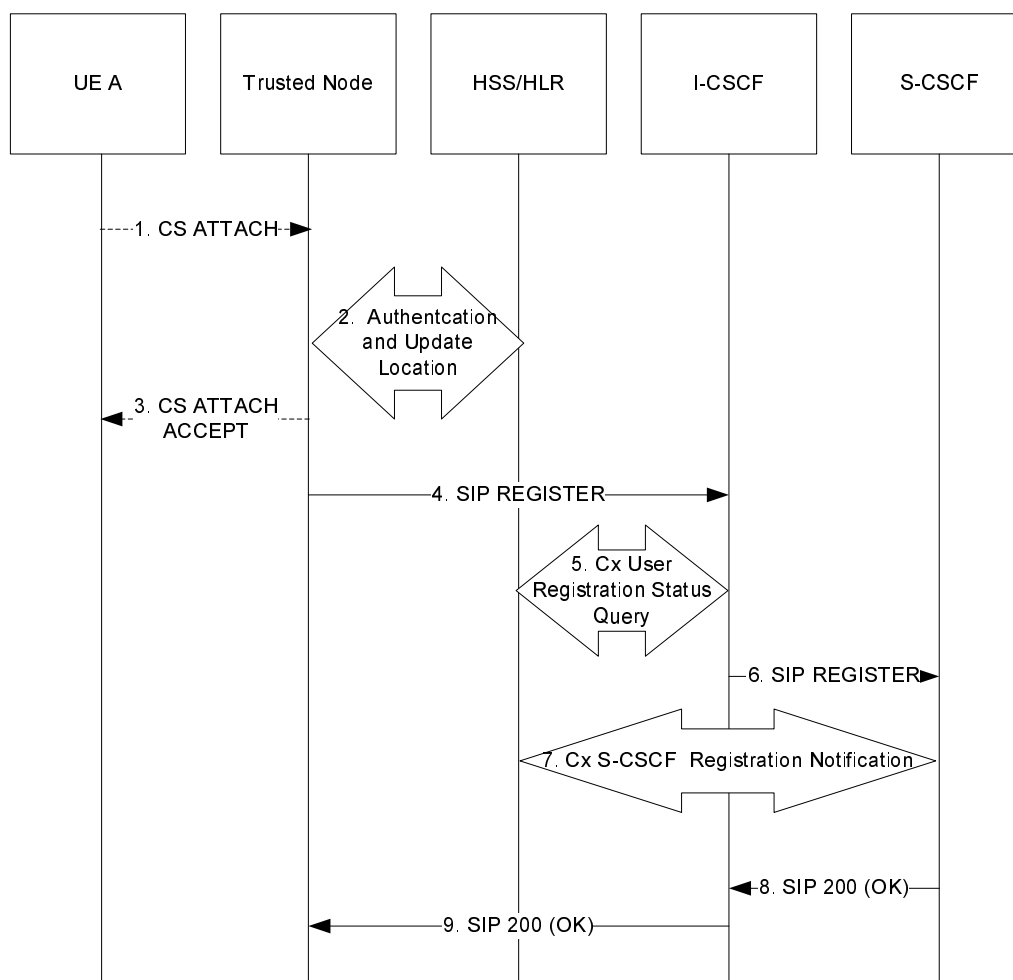 UE A
Trusted Node
HSS/HLR
I-CSCF
S-CSCF
1. CS ATTACH
2. Authentcation
and Update
Location
3. CS ATTACH
ACCEPT
4. SIP REGISTER
5. Cx User
Registration Status
Query
6. SIP REGISTER
7. Cx S-CSCF Registration Notification
8. SIP 200 (OK)
9. SIP 200 (OK)